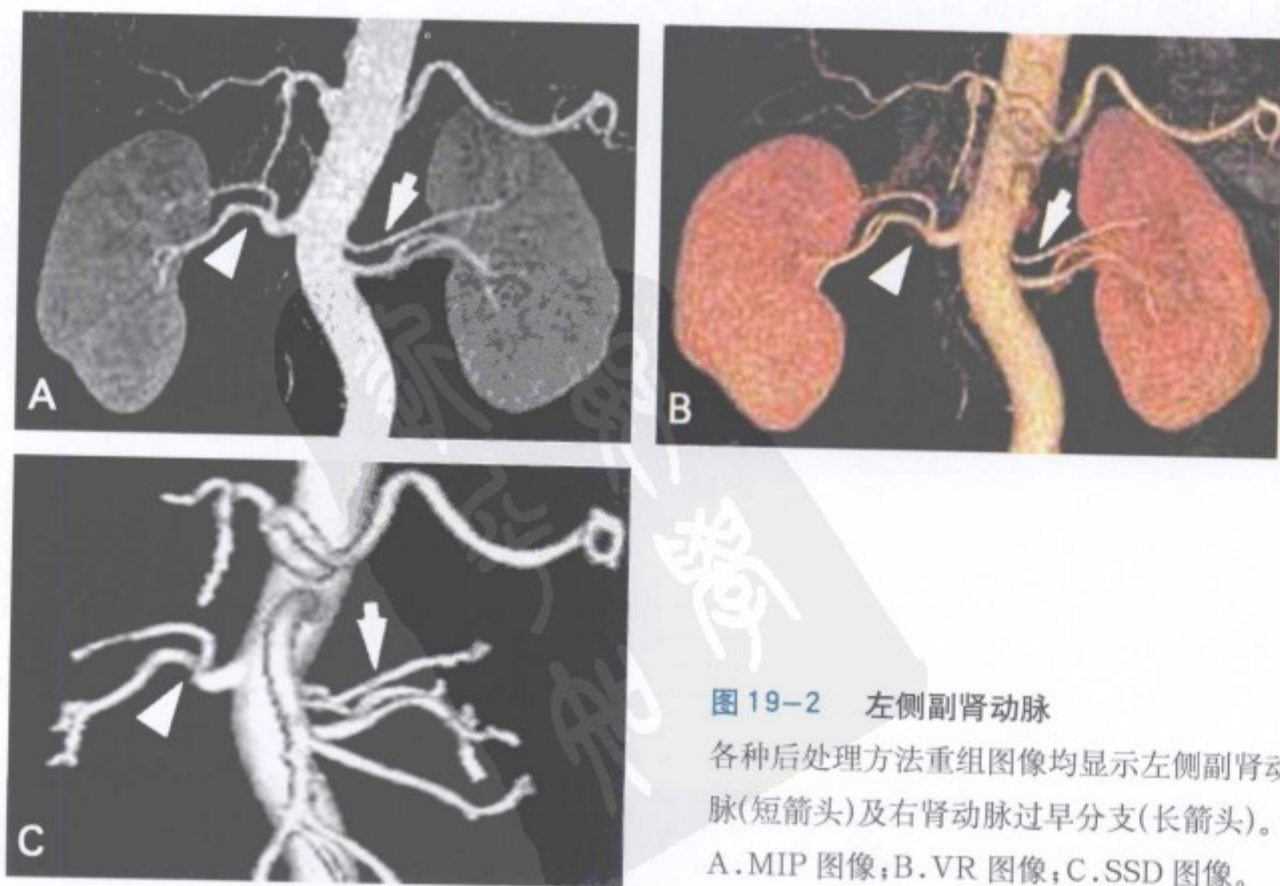 A
B
C
图 19-2 左侧副肾动脉
各种后处理方法重组图像均显示左侧副肾动
脉(短箭头)及右肾动脉过早分支(长箭头)。
A.MIP 图像;B.VR 图像;C.SSD 图像。